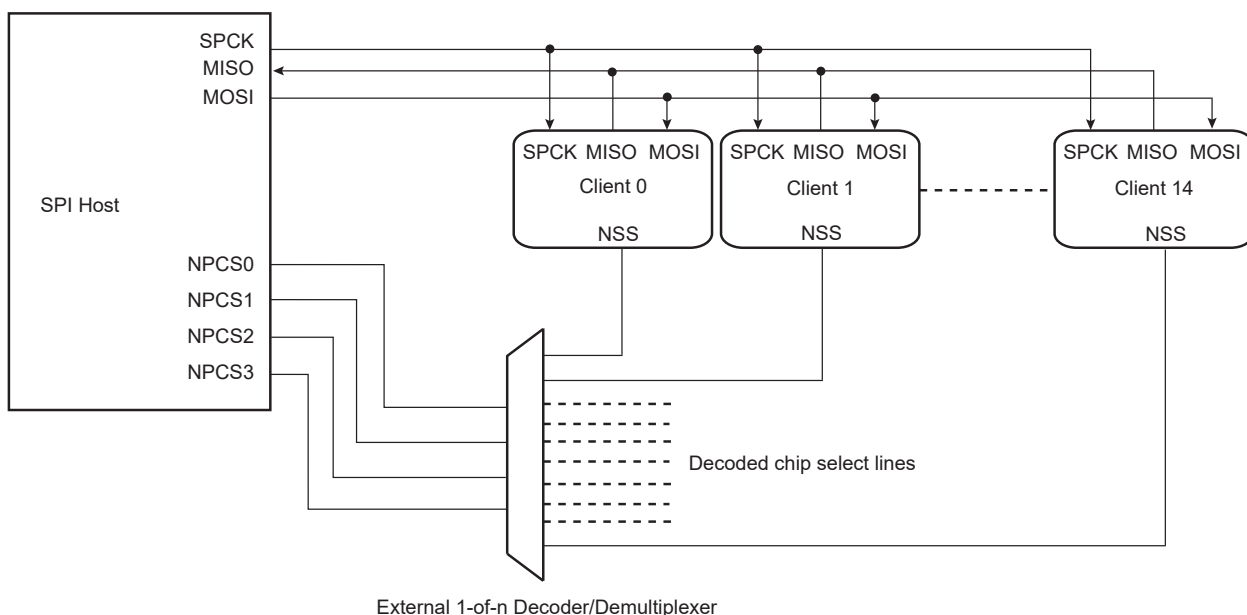 SPCK
MISO
MOSI
SPI Host
NPCS0
NPCS1
NPCS2
NPCS3
SPCK MISO MOSI
Client 0
NSS
SPCK MISO MOSI
Client 1
NSS
SPCK MISO MOSI
Client 14
NSS
Decoded chip select lines
External 1-of-n Decoder/Demultiplexer